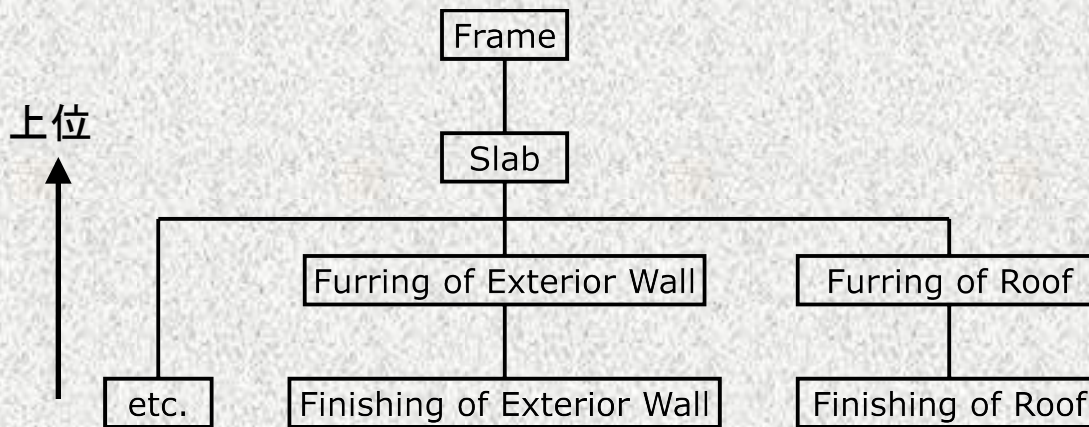 Frame
上位
Slab
Furring of Exterior Wall
Furring of Roof
etc.
Finishing of Exterior Wall
Finishing of Roof